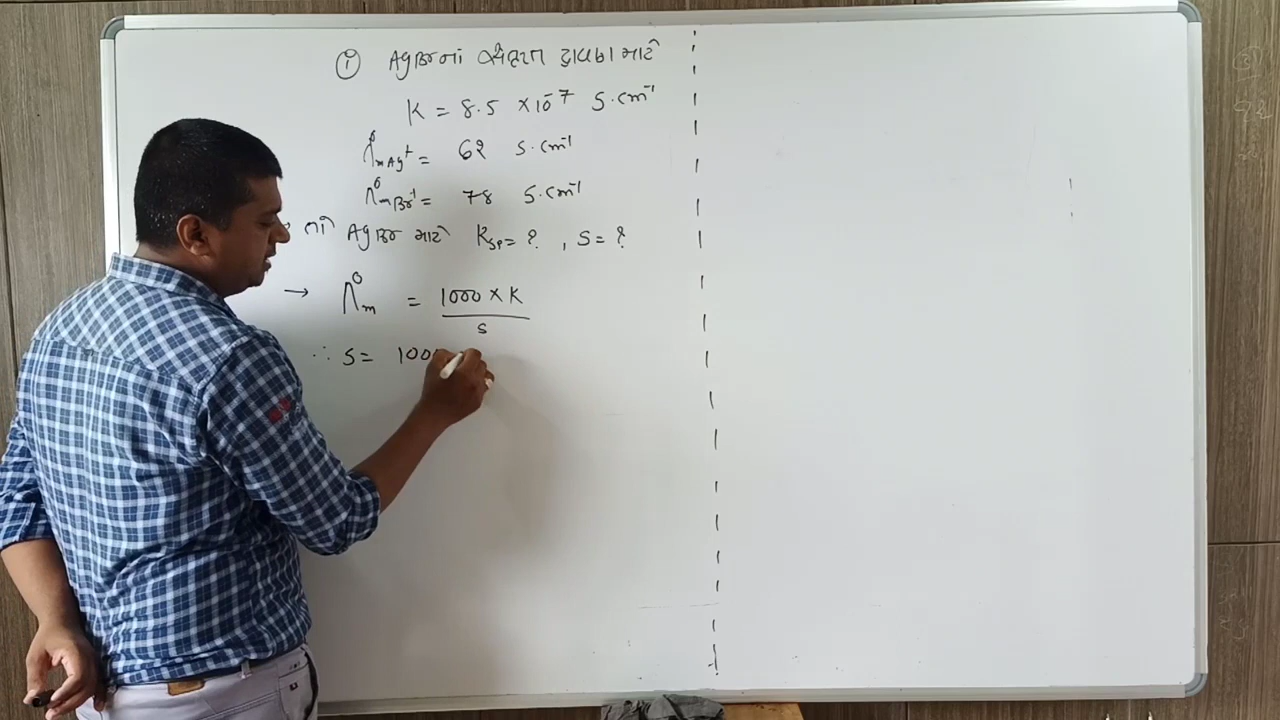 ① AgBrનાં સંતૃપ્ત દ્રાવણ માટે
K = 8.5 ×10⁻⁷ S.cm⁻¹
Λ°mAg⁺ = 62 S.cm⁻¹
Λ°mBr⁻¹ = 78 S.cm⁻¹
તો AgBr માટે Ksp = ? , S = ?
→ Λ°m = 1000 × K / S
∴ S = 100